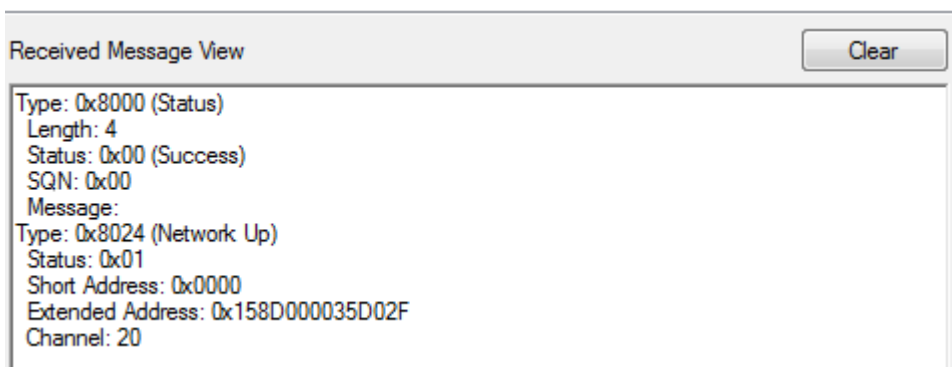 Received Message View
Clear
Type: 0x8000 (Status)
Length: 4
Status: 0x00 (Success)
SQN: 0x00
Message:
Type: 0x8024 (Network Up)
Status: 0x01
Short Address: 0x0000
Extended Address: 0x158D000035D02F
Channel: 20